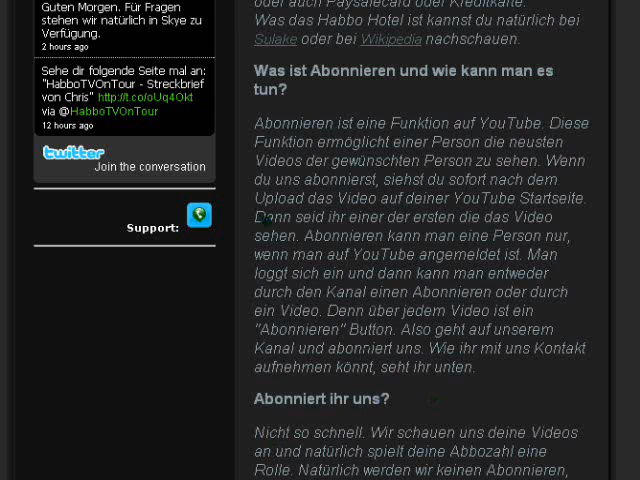 Guten Morgen. Für Fragen
stehen wir natürlich in Skye zu
Verfügung.
2 hours ago
Sehe dir folgende Seite mal an:
"HabboTVOnTour - Streckbrief
von Chris" http://t.co/oUq4Okt
via @HabboTVOnTour
12 hours ago
twitter
Join the conversation
Support:
oder auch Paysafecard oder Kreditkarte.
Was das Habbo Hotel ist kannst du natürlich bei
Sulake oder bei Wikipedia nachschauen.
Was ist Abonnieren und wie kann man es
tun?
Abonnieren ist eine Funktion auf YouTube. Diese
Funktion ermöglicht einer Person die neusten
Videos der gewünschten Person zu sehen. Wenn
du uns abonnierst, siehst du sofort nach dem
Upload das Video auf deiner YouTube Startseite.
Dann seid ihr einer der ersten die das Video
sehen. Abonnieren kann man eine Person nur,
wenn man auf YouTube angemeldet ist. Man
loggt sich ein und dann kann man entweder
durch den Kanal einen Abonnieren oder durch
ein Video. Denn über jedem Video ist ein
"Abonnieren" Button. Also geht auf unserem
Kanal und abonniert uns. Wie ihr mit uns Kontakt
aufnehmen könnt, seht ihr unten.
Abonniert ihr uns?
Nicht so schnell. Wir schauen uns deine Videos
an und natürlich spielt deine Abbozahl eine
Rolle. Natürlich werden wir keinen Abonnieren,